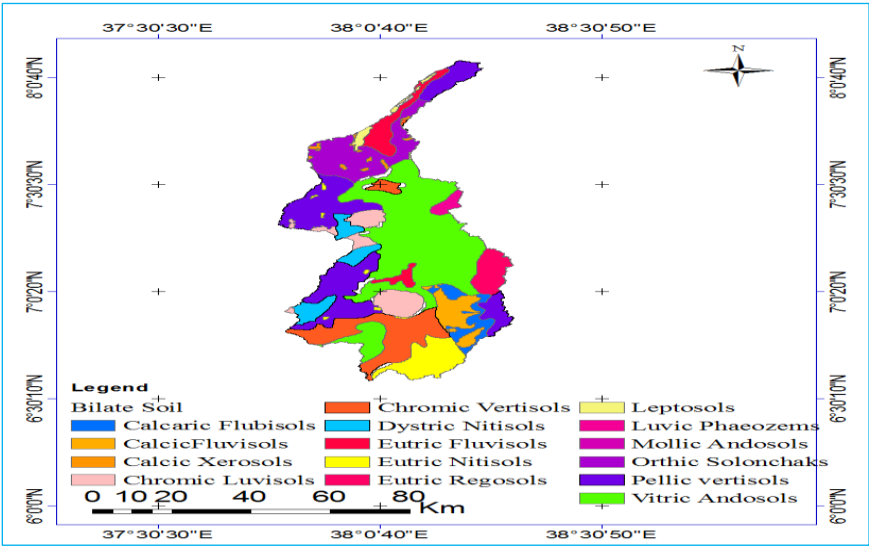 37°30'30"E 38°0'40"E 38°30'50"E
N
8°0'40"N 8°0'40"N
7°30'30"N 7°30'30"N
7°0'20"N 7°0'20"N
6°30'10"N 6°30'10"N
6°0'0"N 6°0'0"N
Legend
Bilate Soil
Calcaric Flubisols
CalcicFluvisols
Calcic Xerosols
Chromic Luvisols
Chromic Vertisols
Dystric Nitisols
Eutric Fluvisols
Eutric Nitisols
Eutric Regosols
Leptosols
Luvic Phaeozems
Mollic Andosols
Orthic Solonchaks
Pellic vertisols
Vitric Andosols
0 10 20 40 60 80 Km
37°30'30"E 38°0'40"E 38°30'50"E